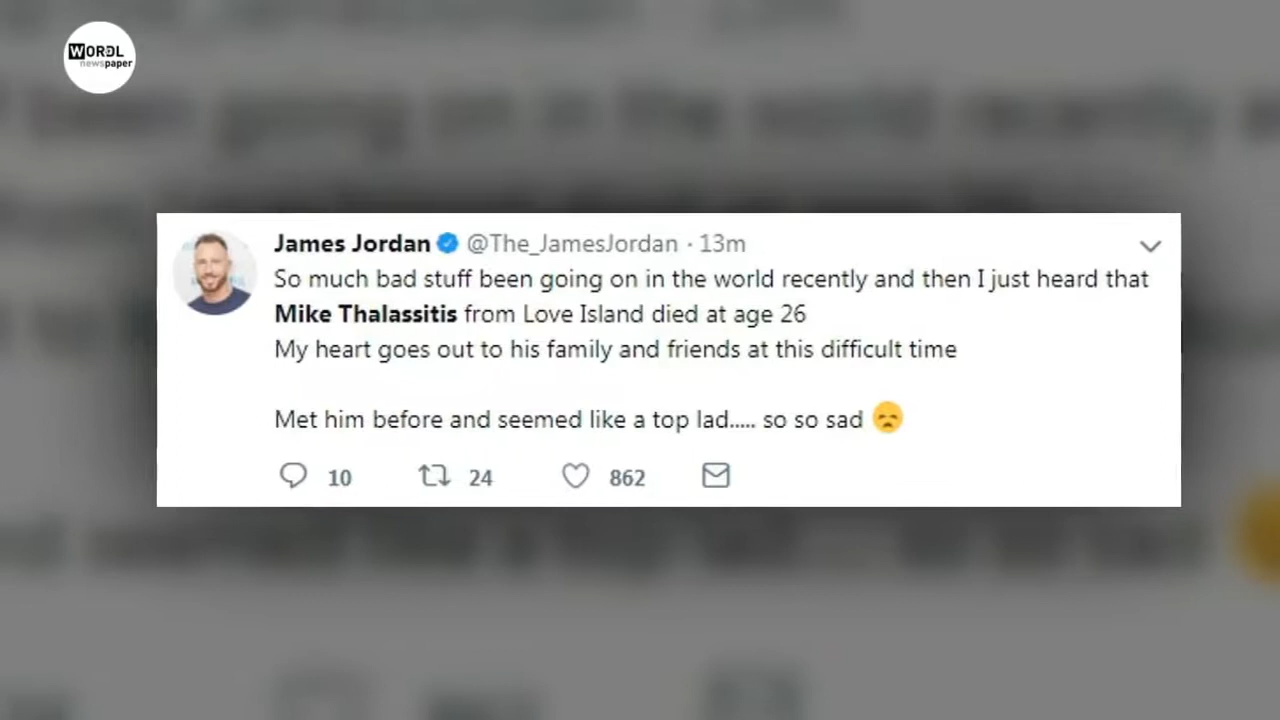 WORDL
newspaper
James Jordan @The_JamesJordan · 13m
So much bad stuff been going on in the world recently and then I just heard that
Mike Thalassitis from Love Island died at age 26
My heart goes out to his family and friends at this difficult time
Met him before and seemed like a top lad..... so so sad 😞
10 24 862